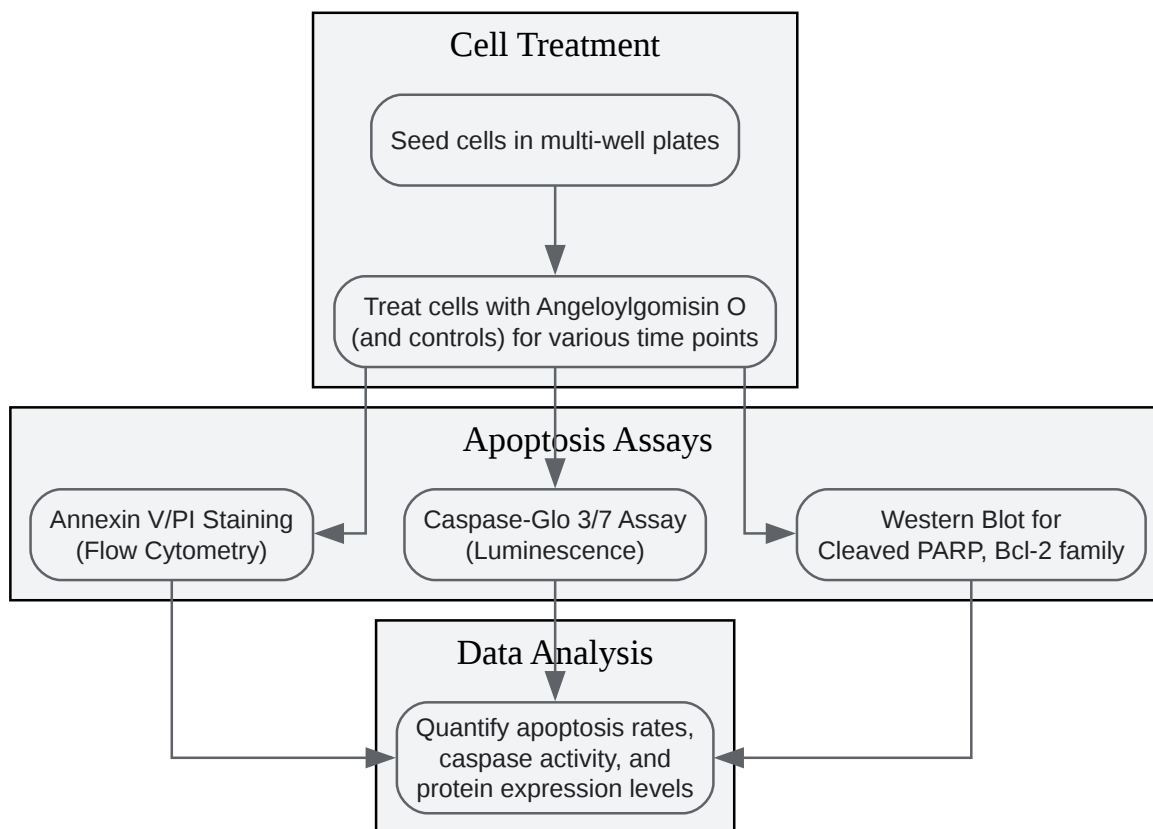 Cell Treatment
Seed cells in multi-well plates
Treat cells with Angeloylgomisin O
(and controls) for various time points
Apoptosis Assays
Annexin V/PI Staining
(Flow Cytometry)
Caspase-Glo 3/7 Assay
(Luminescence)
Western Blot for
Cleaved PARP, Bcl-2 family
Data Analysis
Quantify apoptosis rates,
caspase activity, and
protein expression levels